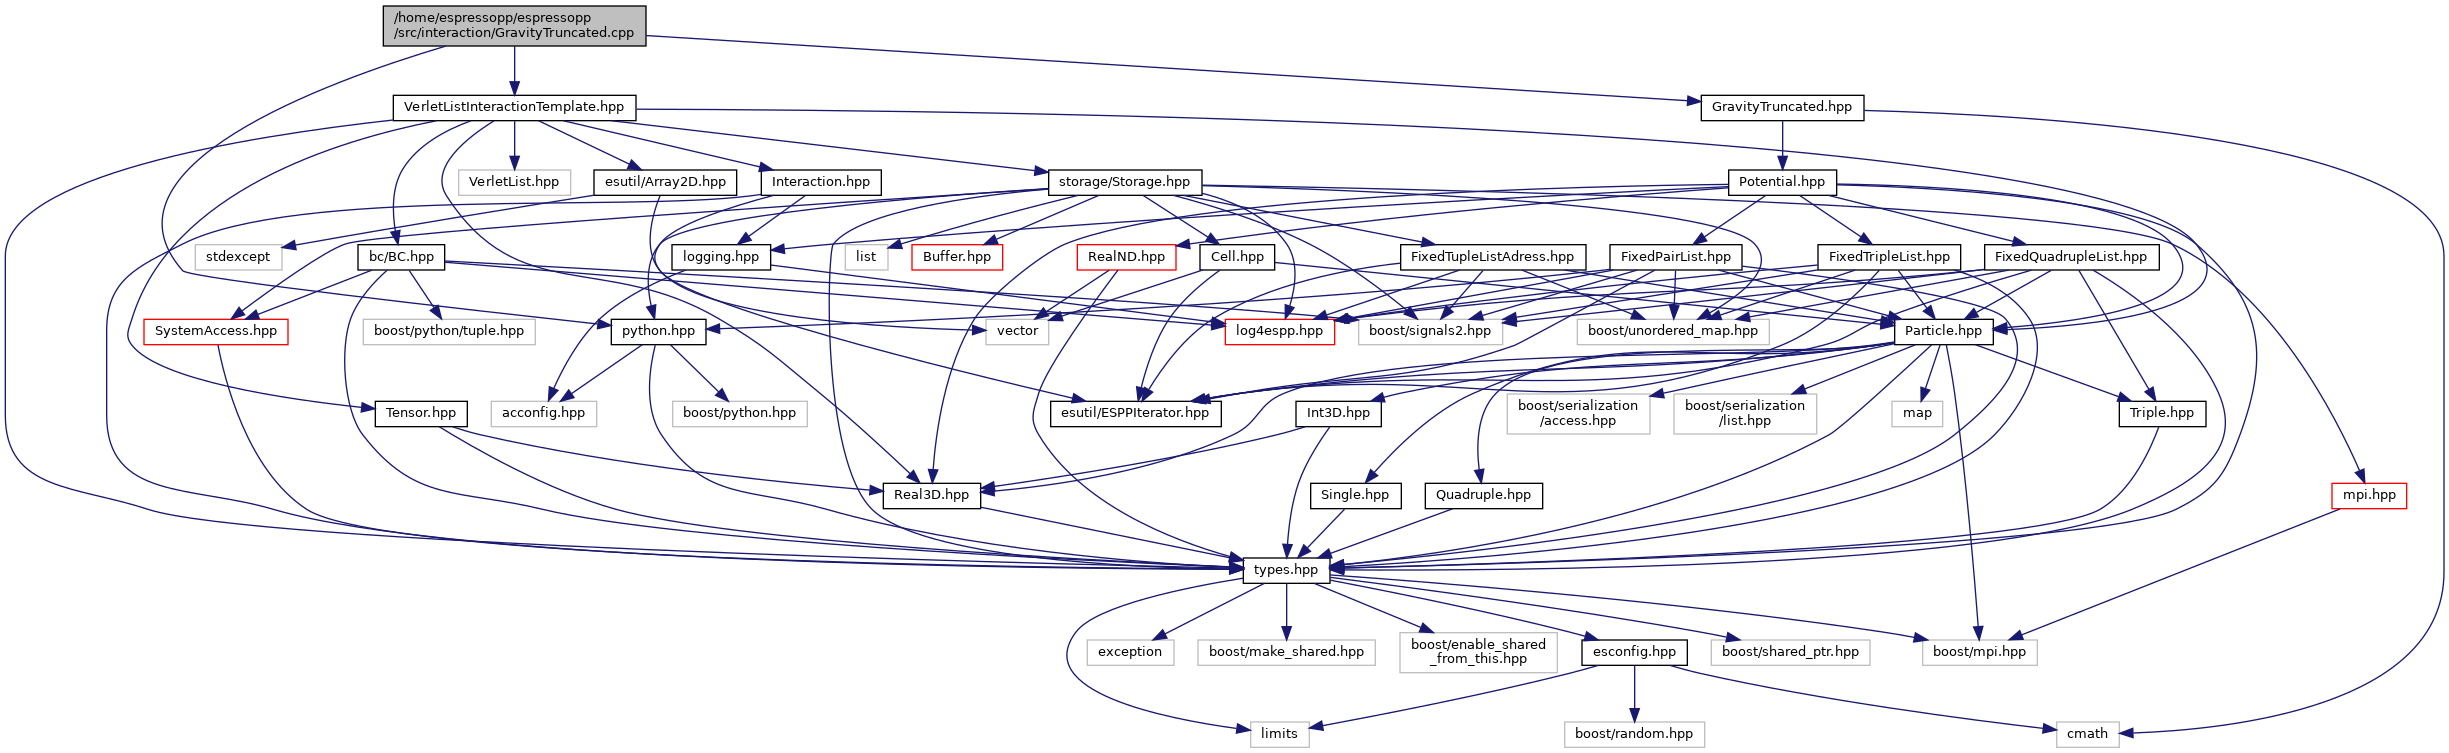 /home/espressopp/espressopp
/src/interaction/GravityTruncated.cpp
VerletListInteractionTemplate.hpp
GravityTruncated.hpp
VerletList.hpp
esutil/Array2D.hpp
Interaction.hpp
storage/Storage.hpp
Potential.hpp
stdexcept
bc/BC.hpp
logging.hpp
list
Buffer.hpp
RealND.hpp
Cell.hpp
FixedTupleListAdress.hpp
FixedPairList.hpp
FixedTripleList.hpp
FixedQuadrupleList.hpp
SystemAccess.hpp
boost/python/tuple.hpp
python.hpp
vector
log4espp.hpp
boost/signals2.hpp
boost/unordered_map.hpp
Particle.hpp
Tensor.hpp
acconfig.hpp
boost/python.hpp
esutil/ESPPIterator.hpp
Int3D.hpp
boost/serialization
/access.hpp
boost/serialization
/list.hpp
map
Triple.hpp
Real3D.hpp
Single.hpp
Quadruple.hpp
mpi.hpp
types.hpp
exception
boost/make_shared.hpp
boost/enable_shared
_from_this.hpp
esconfig.hpp
boost/shared_ptr.hpp
boost/mpi.hpp
limits
boost/random.hpp
cmath